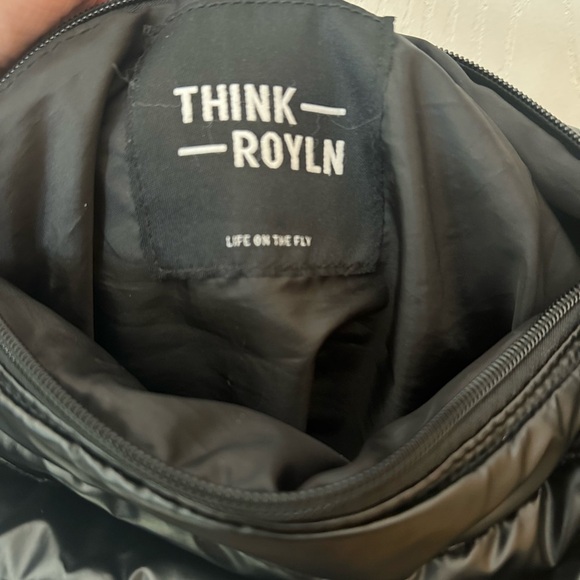 THINK—
—ROYLN
LIFE ON THE FLY